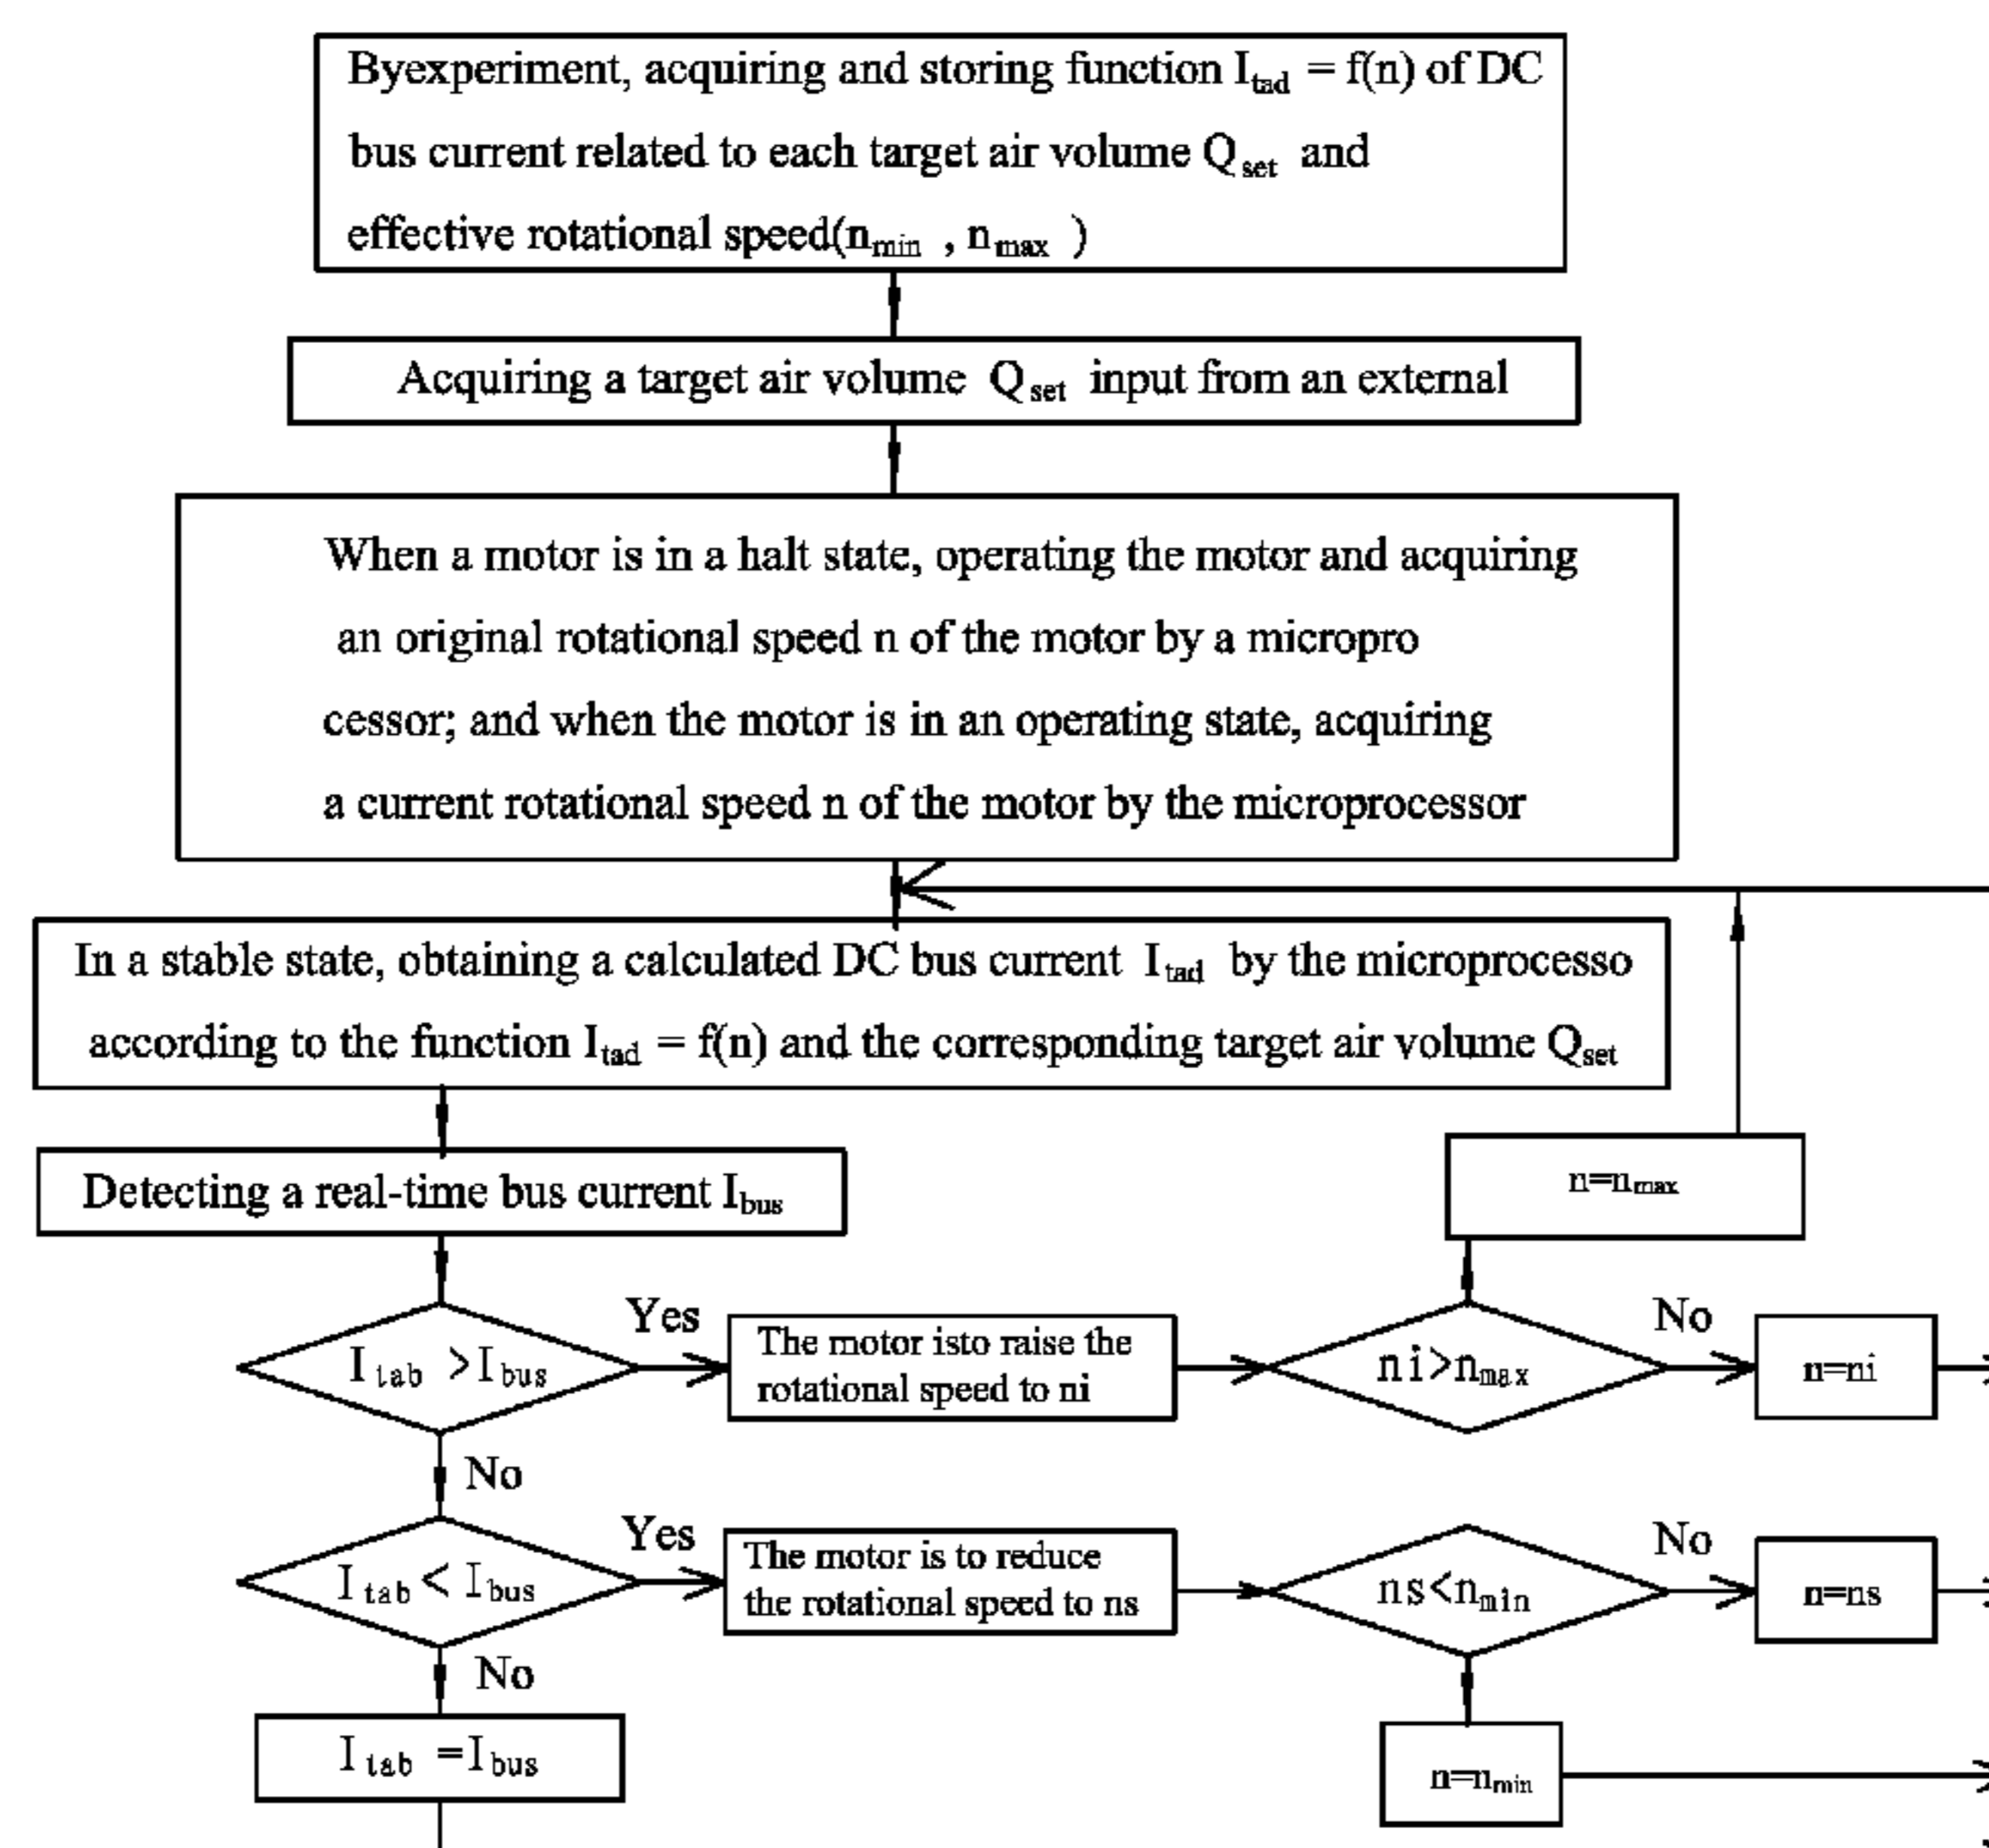 Byexperiment, acquiring and storing function I_tad = f(n) of DC
bus current related to each target air volume Q_set and
effective rotational speed(n_min , n_max )
Acquiring a target air volume Q_set input from an external
When a motor is in a halt state, operating the motor and acquiring
an original rotational speed n of the motor by a micropro
cessor; and when the motor is in an operating state, acquiring
a current rotational speed n of the motor by the microprocessor
In a stable state, obtaining a calculated DC bus current I_tad by the microprocesso
according to the function I_tad = f(n) and the corresponding target air volume Q_set
Detecting a real-time bus current I_bus
n=n_max
Yes
No
I_tab >I_bus
The motor isto raise the
rotational speed to ni
ni>n_max
n=ni
No
Yes
No
I_tab < I_bus
The motor is to reduce
the rotational speed to ns
ns<n_min
n=ns
No
I_tab =I_bus
n=n_min